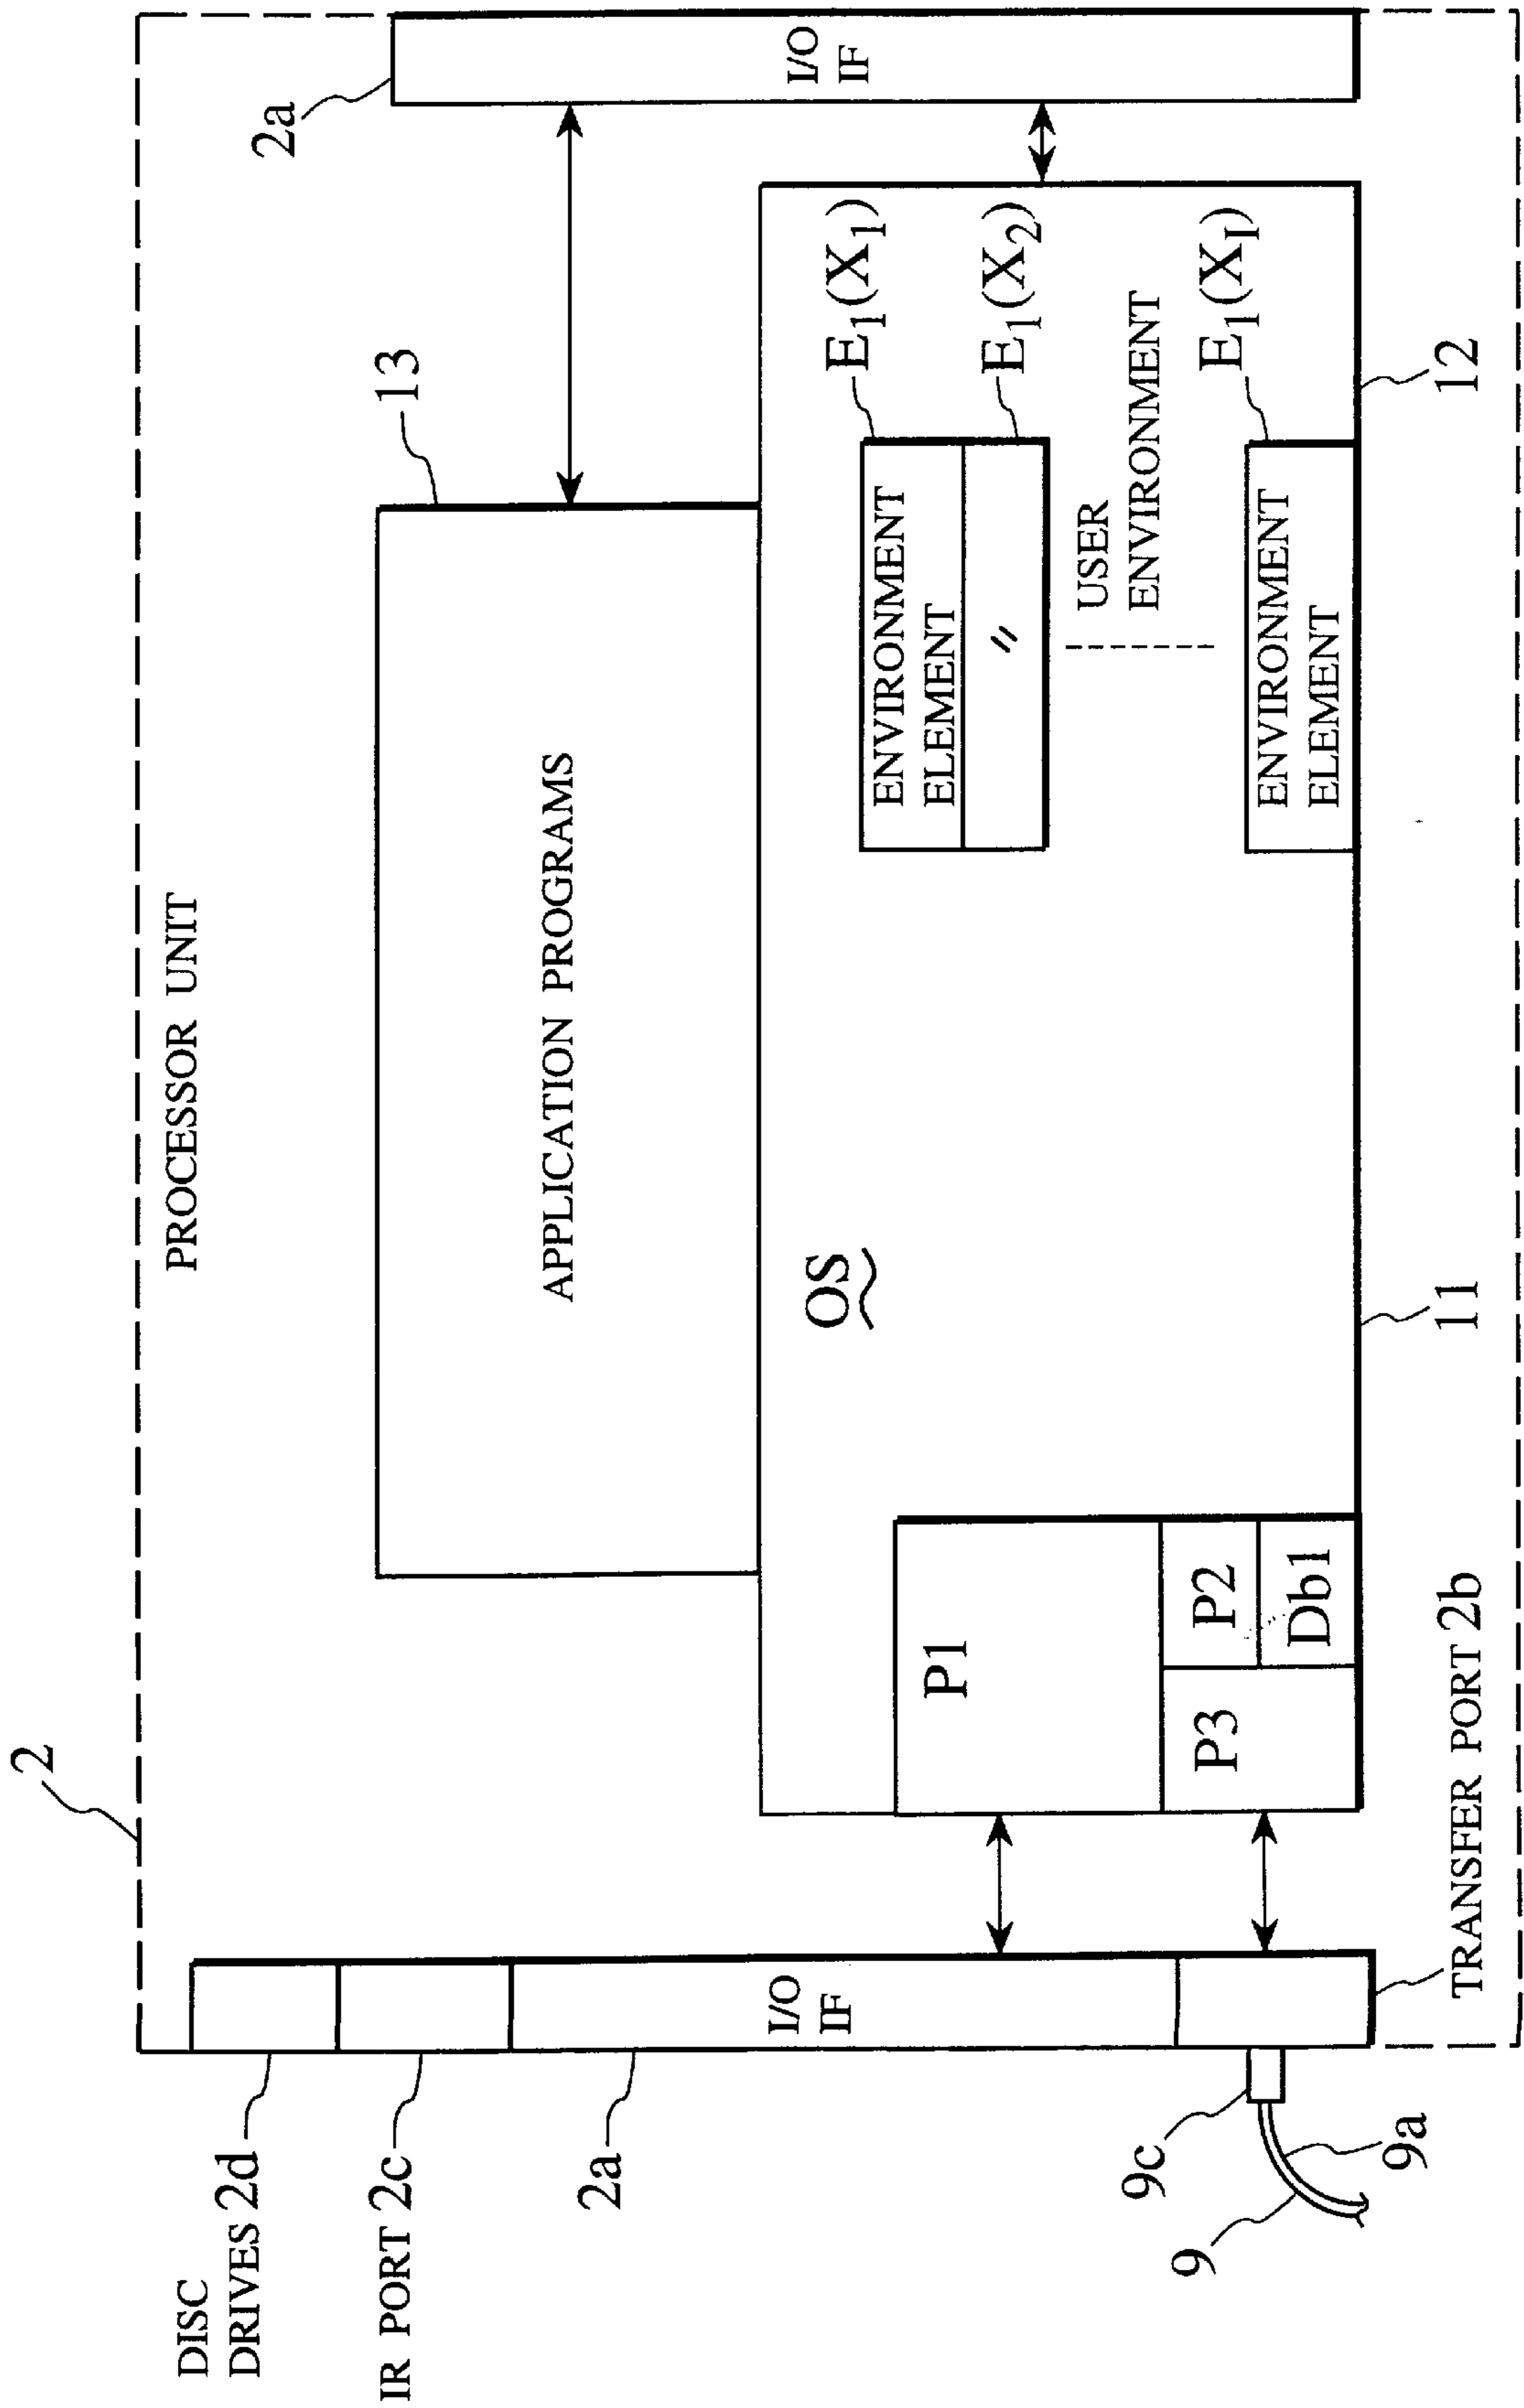 2
PROCESSOR UNIT
DISC
DRIVES 2d
IR PORT 2c
2a
I/O
IF
9c
9
9a
TRANSFER PORT 2b
APPLICATION PROGRAMS
13
2a
I/O
IF
OS
P1
P3
P2
Db1
11
ENVIRONMENT
ELEMENT
〃
E₁(X₁)
E₁(X₂)
USER
ENVIRONMENT
ENVIRONMENT
ELEMENT
E₁(X_I)
12